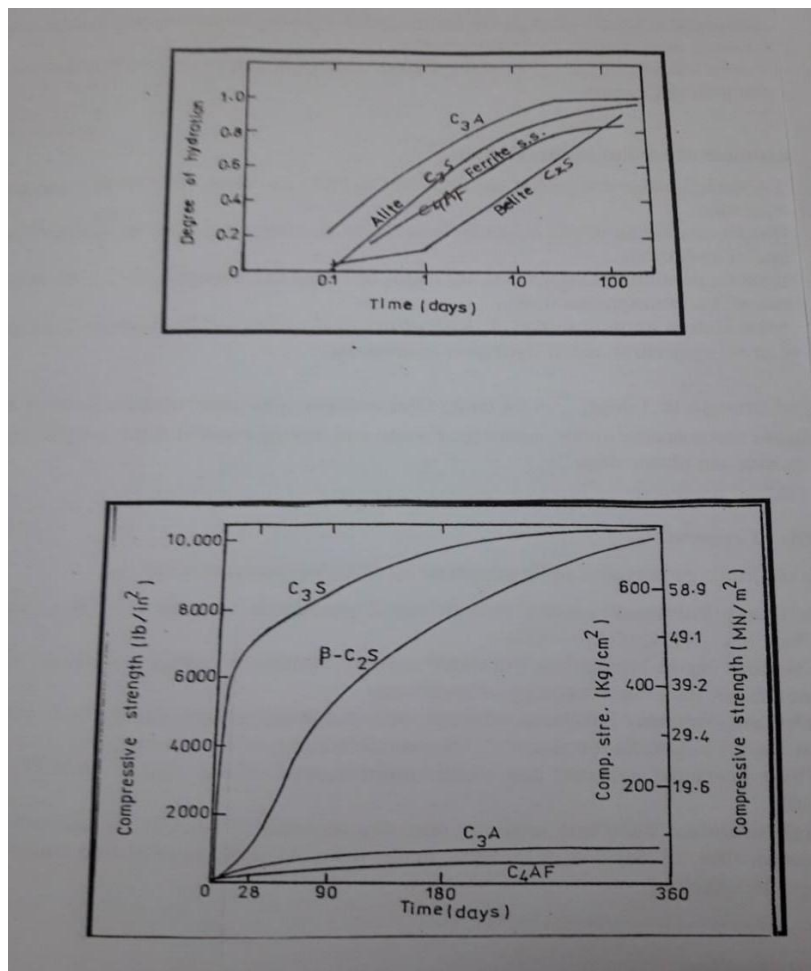 Degree of hydration
1.0
0.8
0.6
0.4
0.2
0
C3A
Alite C3S
C4AF Ferrite s.s.
Belite C2S
0.1 1 10 100
Time (days)
Compressive strength (lb/in²)
10,000
8000
6000
4000
2000
0
C3S
β-C2S
C3A
C4AF
Comp. stre. (Kg/cm²)
600
400
200
Compressive strength (MN/m²)
58.9
49.1
39.2
29.4
19.6
28 90 180 360
Time (days)